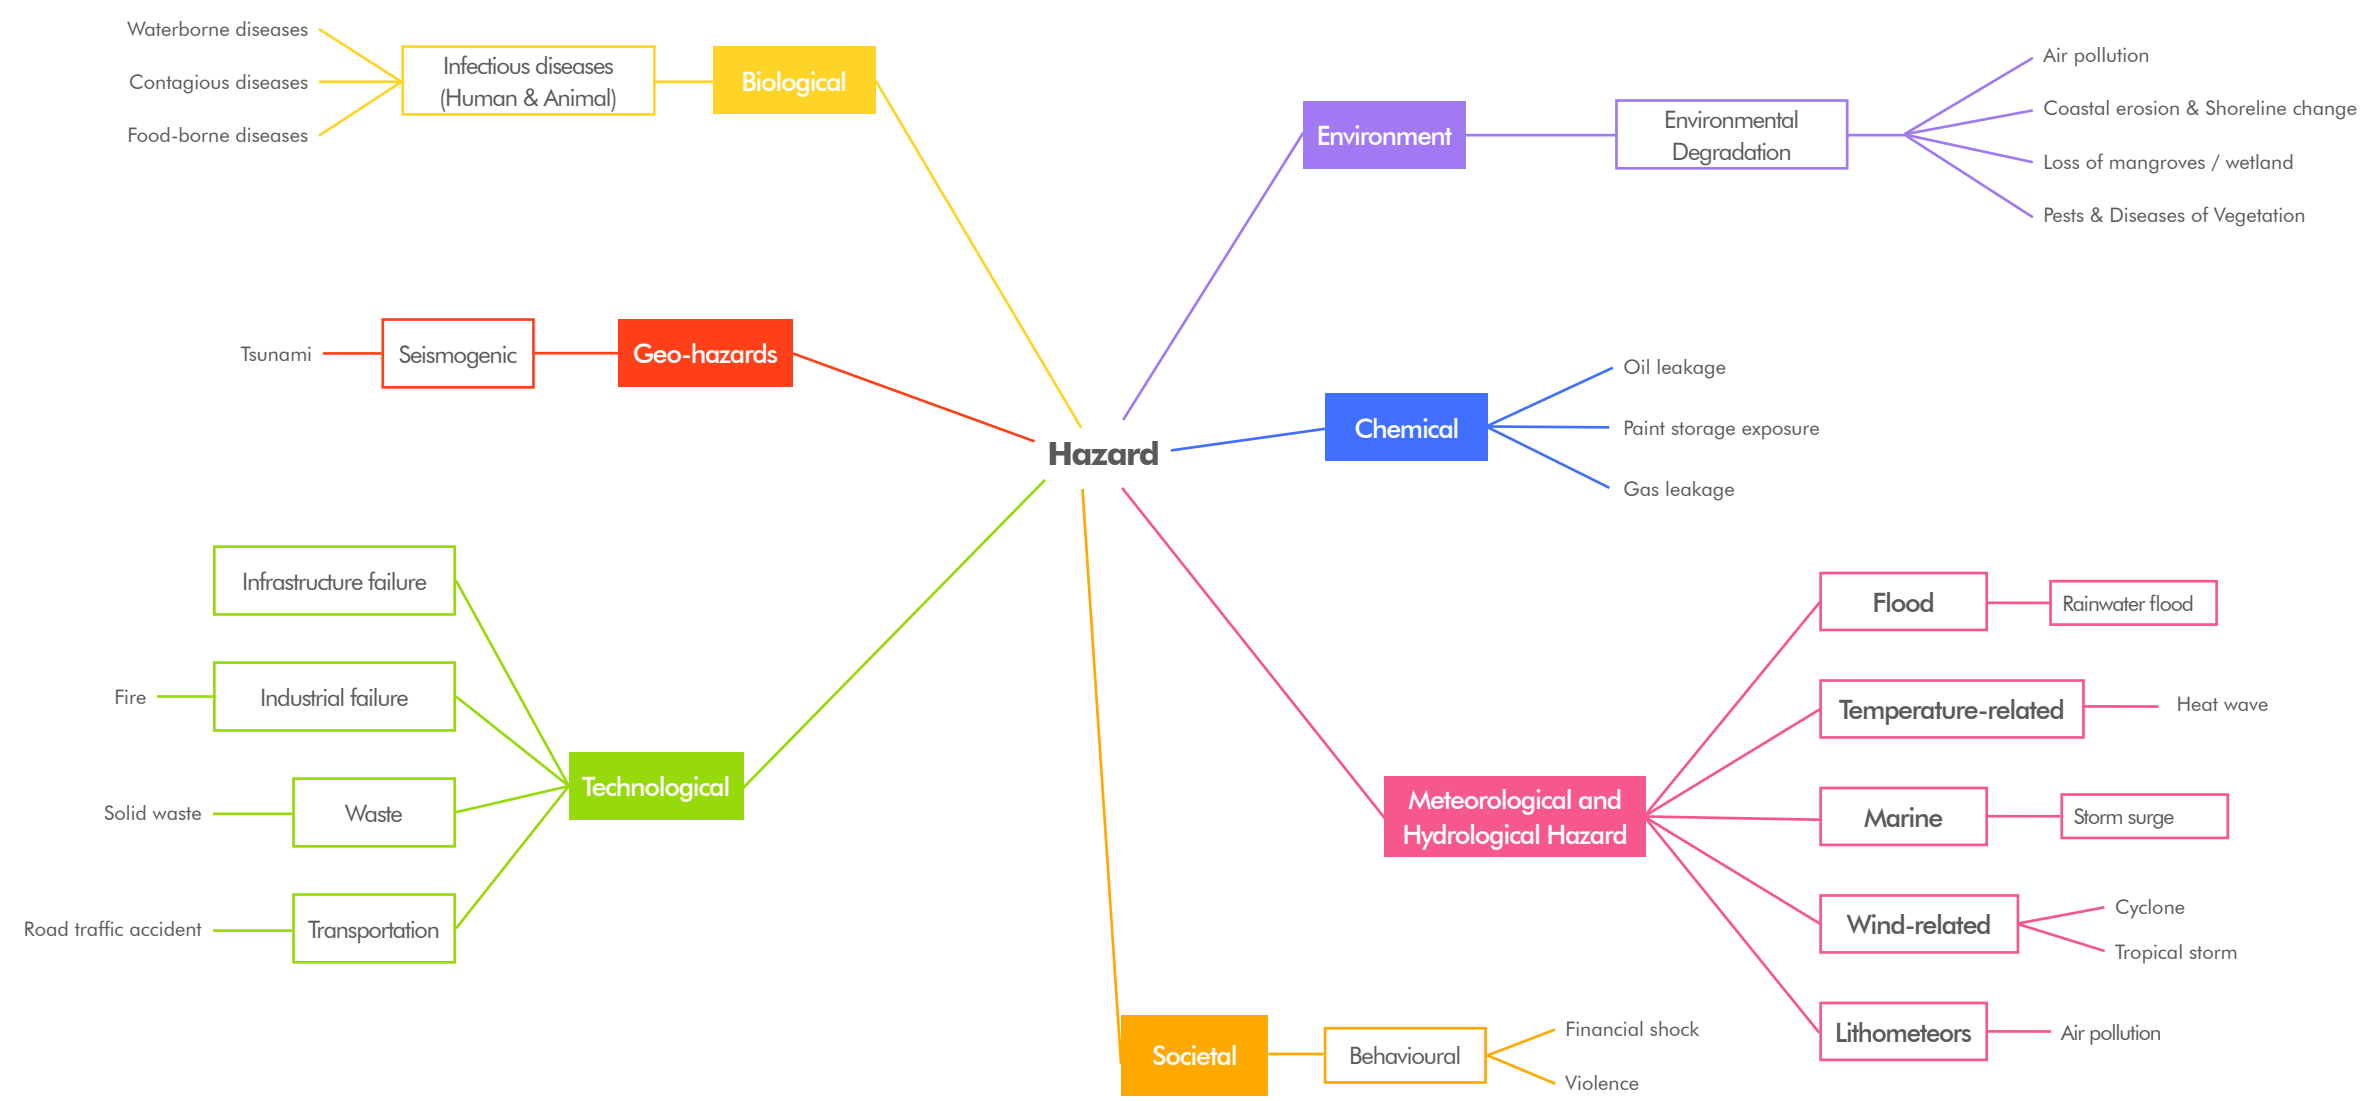 Waterborne diseases
Contagious diseases
Food-borne diseases
Infectious diseases
(Human & Animal)
Biological
Environment
Environmental
Degradation
Air pollution
Coastal erosion & Shoreline change
Loss of mangroves / wetland
Pests & Diseases of Vegetation
Tsunami
Seismogenic
Geo-hazards
Hazard
Chemical
Oil leakage
Paint storage exposure
Gas leakage
Infrastructure failure
Fire
Industrial failure
Solid waste
Waste
Road traffic accident
Transportation
Technological
Meteorological and
Hydrological Hazard
Flood
Rainwater flood
Temperature-related
Heat wave
Marine
Storm surge
Wind-related
Cyclone
Tropical storm
Lithometeors
Air pollution
Societal
Behavioural
Financial shock
Violence